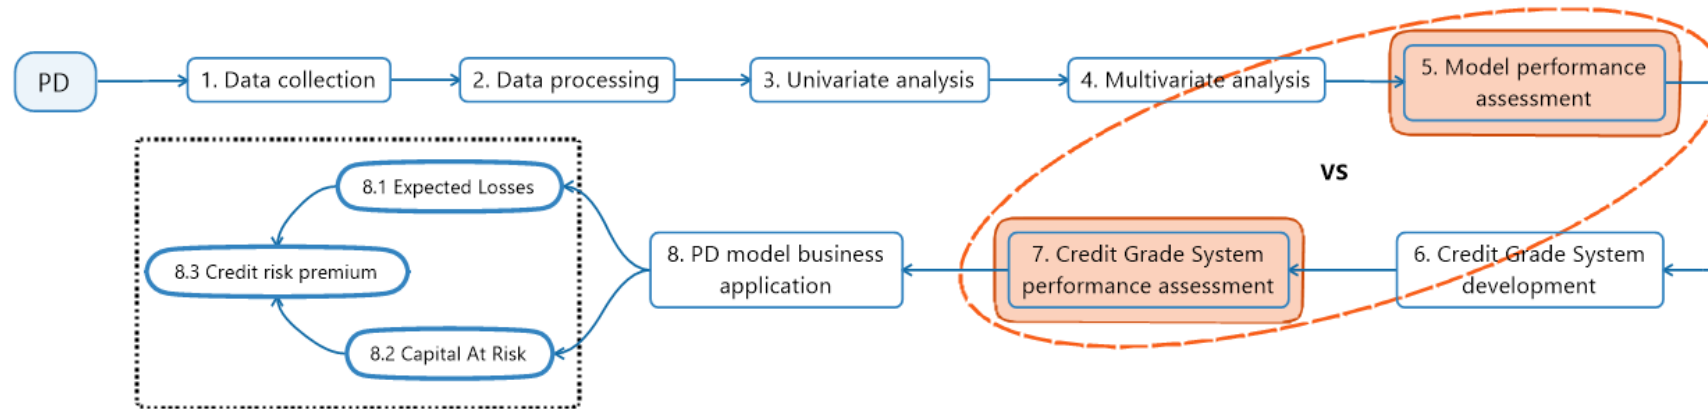 PD
1. Data collection
2. Data processing
3. Univariate analysis
4. Multivariate analysis
5. Model performance
assessment
vs
6. Credit Grade System
development
7. Credit Grade System
performance assessment
8. PD model business
application
8.1 Expected Losses
8.2 Capital At Risk
8.3 Credit risk premium